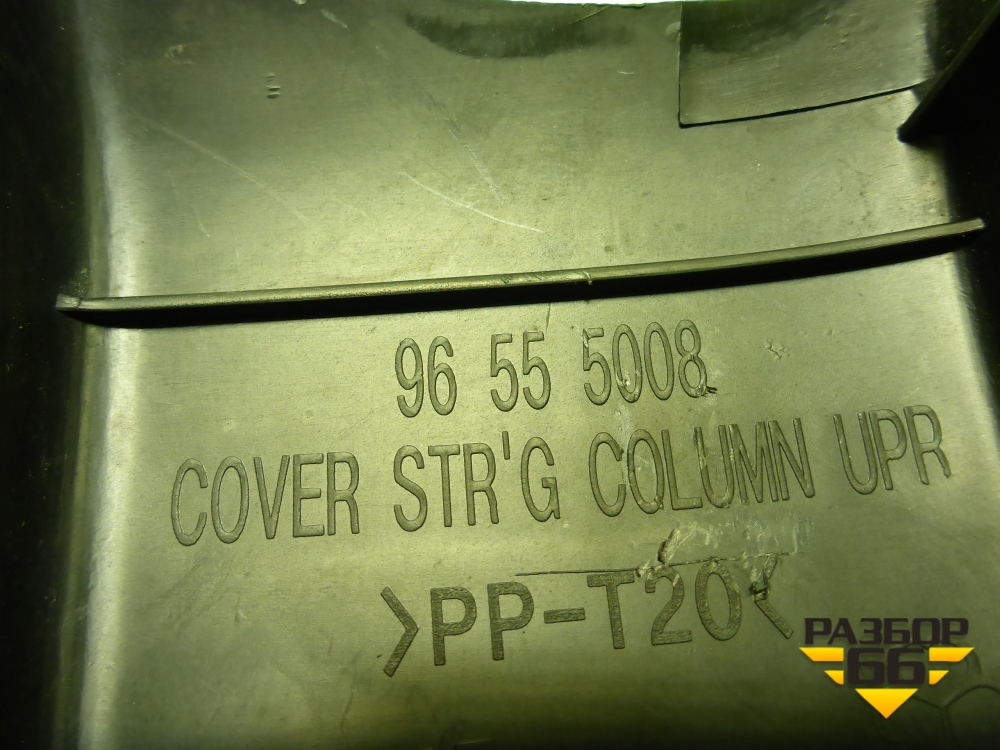 96 55 5008
COVER STR'G COLUMN UPR
>PP-T20<
РАЗБОР
66